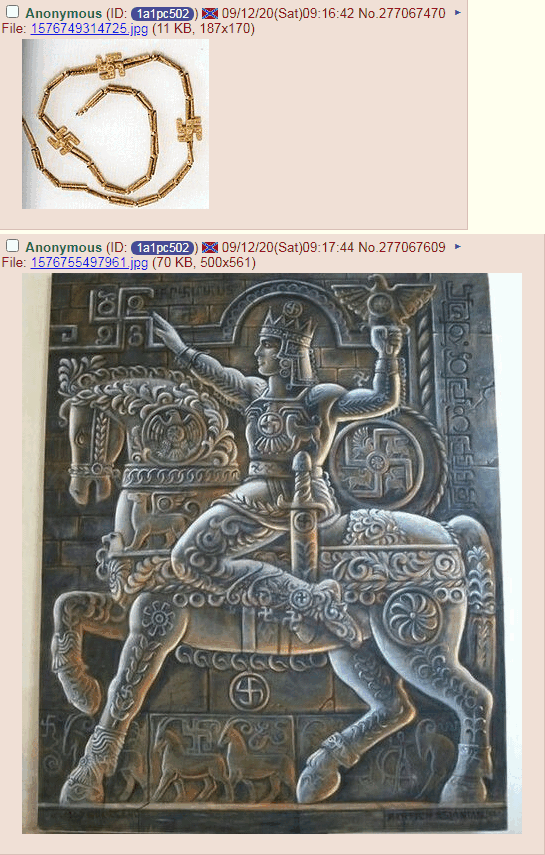 Anonymous (ID: 1a1pc502) 09/12/20(Sat)09:16:42 No.277067470
File: 1576749314725.jpg (11 KB, 187x170)
Anonymous (ID: 1a1pc502) 09/12/20(Sat)09:17:44 No.277067609
File: 1576755497961.jpg (70 KB, 500x561)